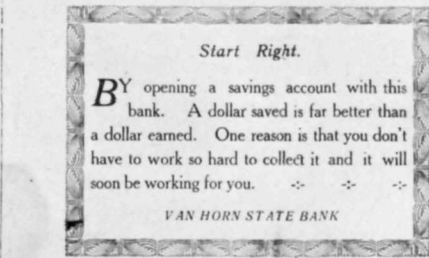 Start Right.
BY opening a savings account with this
bank. A dollar saved is far better than
a dollar earned. One reason is that you don't
have to work so hard to collect it and it will
soon be working for you. -:- -:- -:-
VAN HORN STATE BANK